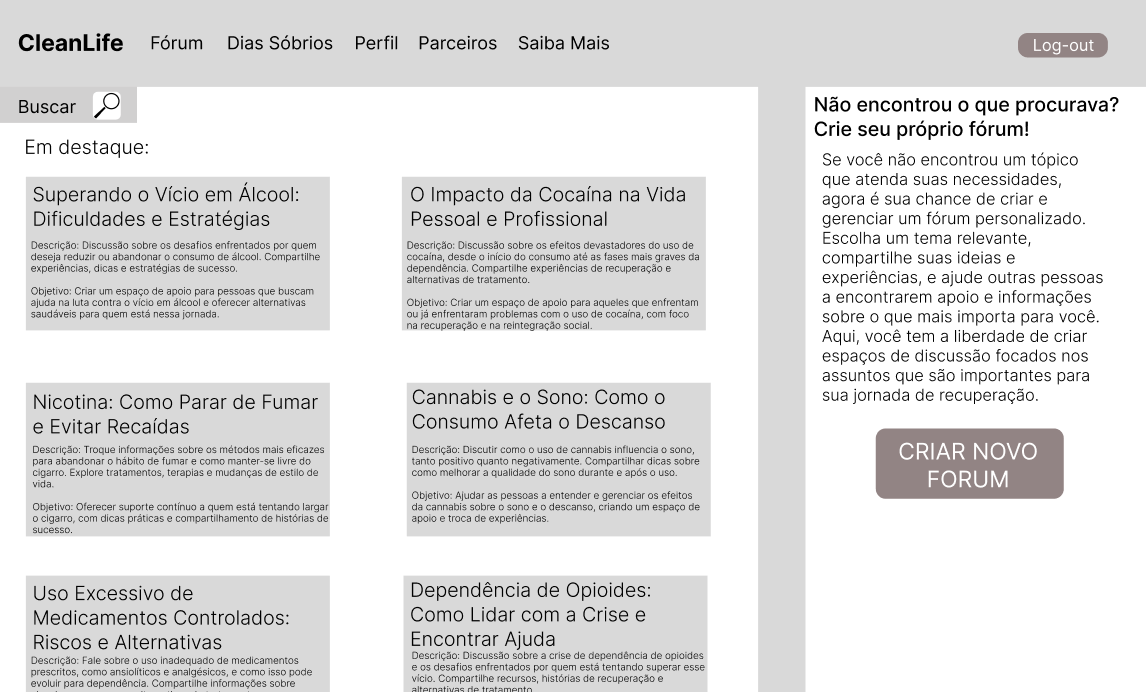 CleanLife Fórum Dias Sóbrios Perfil Parceiros Saiba Mais Log-out
Buscar
Em destaque:
Superando o Vício em Álcool:
Dificuldades e Estratégias
Descrição: Discussão sobre os desafios enfrentados por quem
deseja reduzir ou abandonar o consumo de álcool. Compartilhe
experiências, dicas e estratégias de sucesso.
Objetivo: Criar um espaço de apoio para pessoas que buscam
ajuda na luta contra o vício em álcool e oferecer alternativas
saudáveis para quem está nessa jornada.
O Impacto da Cocaína na Vida
Pessoal e Profissional
Descrição: Discussão sobre os efeitos devastadores do uso de
cocaína, desde o início do consumo até as fases mais graves da
dependência. Compartilhe experiências de recuperação e
alternativas de tratamento.
Objetivo: Criar um espaço de apoio para aqueles que enfrentam
ou já enfrentaram problemas com o uso de cocaína, com foco
na recuperação e na reintegração social.
Nicotina: Como Parar de Fumar
e Evitar Recaídas
Descrição: Troque informações sobre os métodos mais eficazes
para abandonar o hábito de fumar e como manter-se livre do
cigarro. Explore tratamentos, terapias e mudanças de estilo de
vida.
Objetivo: Oferecer suporte contínuo a quem está tentando largar
o cigarro, com dicas práticas e compartilhamento de histórias de
sucesso.
Cannabis e o Sono: Como o
Consumo Afeta o Descanso
Descrição: Discutir como o uso de cannabis influencia o sono,
tanto positivo quanto negativamente. Compartilhar dicas sobre
como melhorar a qualidade do sono durante e após o uso.
Objetivo: Ajudar as pessoas a entender e gerenciar os efeitos
da cannabis sobre o sono e o descanso, criando um espaço de
apoio e troca de experiências.
Uso Excessivo de
Medicamentos Controlados:
Riscos e Alternativas
Descrição: Fale sobre o uso inadequado de medicamentos
prescritos, como ansiolíticos e analgésicos, e como isso pode
evoluir para dependência. Compartilhe informações sobre
Dependência de Opioides:
Como Lidar com a Crise e
Encontrar Ajuda
Descrição: Discussão sobre a crise de dependência de opioides
e os desafios enfrentados por quem está tentando superar esse
vício. Compartilhe recursos, histórias de recuperação e
alternativas de tratamento.
Não encontrou o que procurava?
Crie seu próprio fórum!
Se você não encontrou um tópico
que atenda suas necessidades,
agora é sua chance de criar e
gerenciar um fórum personalizado.
Escolha um tema relevante,
compartilhe suas ideias e
experiências, e ajude outras pessoas
a encontrarem apoio e informações
sobre o que mais importa para você.
Aqui, você tem a liberdade de criar
espaços de discussão focados nos
assuntos que são importantes para
sua jornada de recuperação.
CRIAR NOVO
FORUM